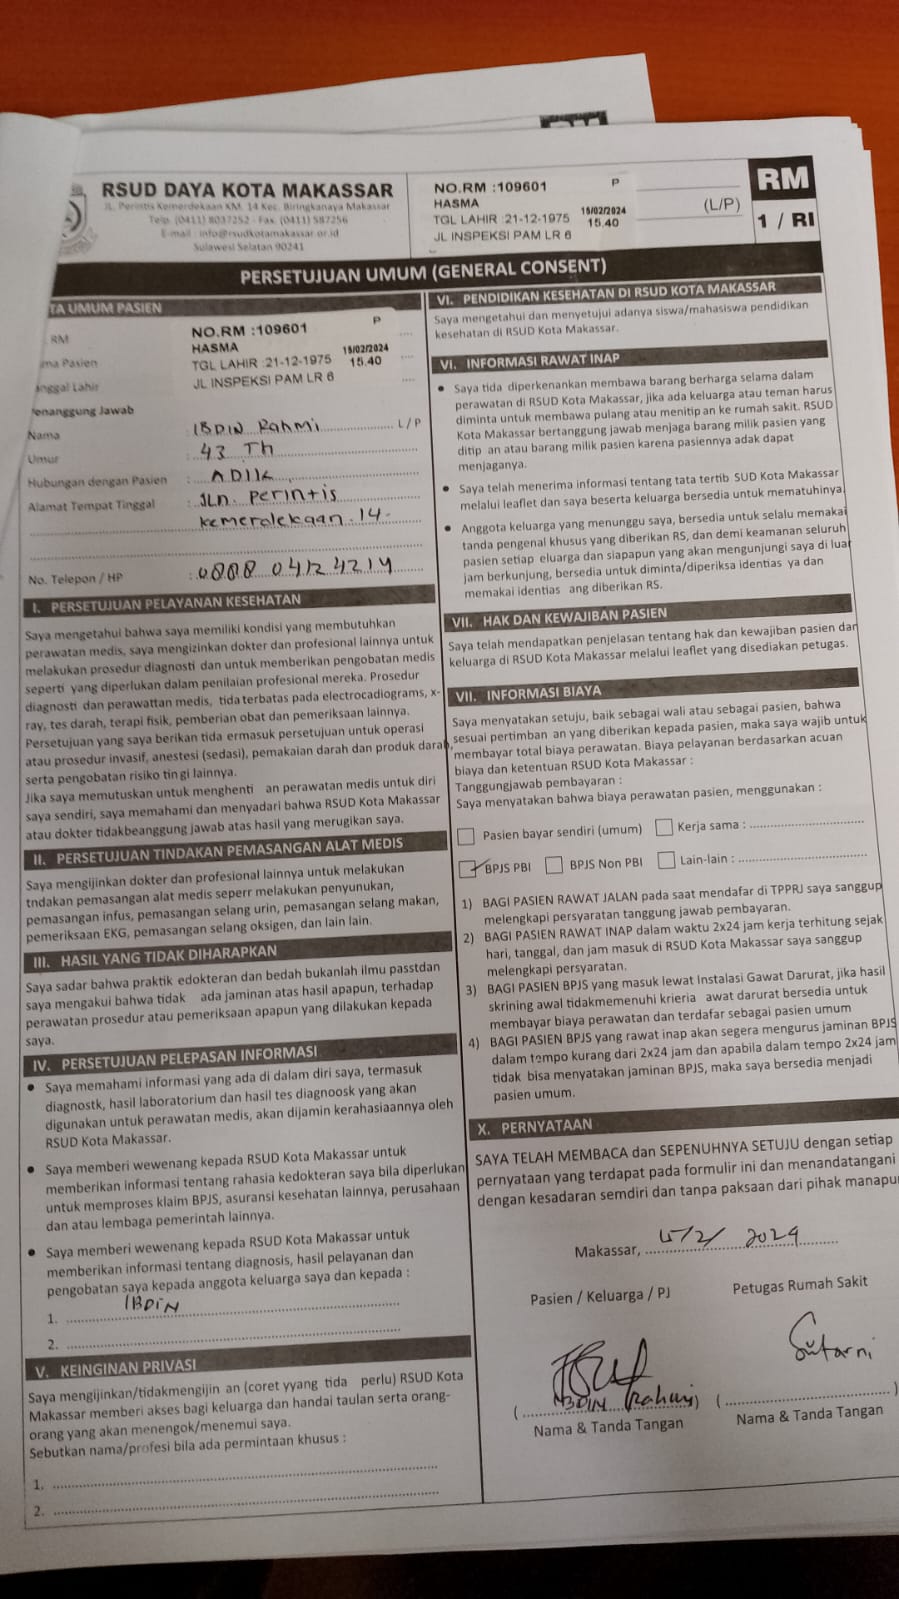 RSUD DAYA KOTA MAKASSAR
JL. Perintis Kemerdekaan KM. 14 Kec. Biringkanaya Makassar
Telp. (0411) 8037252 - Fax. (0411) 587256
E-mail : info@rsudkotamakassar.or.id
Sulawesi Selatan 90241
NO.RM :109601 P
HASMA 15/02/2024
TGL LAHIR :21-12-1975 15.40
JL INSPEKSI PAM LR 6
(L/P)
RM
1 / RI
PERSETUJUAN UMUM (GENERAL CONSENT)
TA UMUM PASIEN
RM
NO.RM :109601 P
HASMA 15/02/2024
ma Pasien
TGL LAHIR :21-12-1975 15.40
anggal Lahir
JL INSPEKSI PAM LR 6
Penanggung Jawab
Nama : IBDIN Rahmi L / P
Umur : 43 Th
Hubungan dengan Pasien : ADIK
Alamat Tempat Tinggal : Jln. Perintis
kemerdekaan. 14.
No. Telepon / HP : 0888 0412 4214
I. PERSETUJUAN PELAYANAN KESEHATAN
Saya mengetahui bahwa saya memiliki kondisi yang membutuhkan
perawatan medis, saya mengizinkan dokter dan profesional lainnya untuk
melakukan prosedur diagnosti dan untuk memberikan pengobatan medis
seperti yang diperlukan dalam penilaian profesional mereka. Prosedur
diagnosti dan perawattan medis, tida terbatas pada electrocadiograms, x-
ray, tes darah, terapi fisik, pemberian obat dan pemeriksaan lainnya.
Persetujuan yang saya berikan tida ermasuk persetujuan untuk operasi
atau prosedur invasif, anestesi (sedasi), pemakaian darah dan produk darah,
serta pengobatan risiko tin gi lainnya.
Jika saya memutuskan untuk menghenti an perawatan medis untuk diri
saya sendiri, saya memahami dan menyadari bahwa RSUD Kota Makassar
atau dokter tidakbeanggung jawab atas hasil yang merugikan saya.
II. PERSETUJUAN TINDAKAN PEMASANGAN ALAT MEDIS
Saya mengijinkan dokter dan profesional lainnya untuk melakukan
tndakan pemasangan alat medis seperr melakukan penyunukan,
pemasangan infus, pemasangan selang urin, pemasangan selang makan,
pemeriksaan EKG, pemasangan selang oksigen, dan lain lain.
III. HASIL YANG TIDAK DIHARAPKAN
Saya sadar bahwa praktik edokteran dan bedah bukanlah ilmu passtdan
saya mengakui bahwa tidak ada jaminan atas hasil apapun, terhadap
perawatan prosedur atau pemeriksaan apapun yang dilakukan kepada
saya.
IV. PERSETUJUAN PELEPASAN INFORMASI
• Saya memahami informasi yang ada di dalam diri saya, termasuk
diagnostk, hasil laboratorium dan hasil tes diagnoosk yang akan
digunakan untuk perawatan medis, akan dijamin kerahasiaannya oleh
RSUD Kota Makassar.
• Saya memberi wewenang kepada RSUD Kota Makassar untuk
memberikan informasi tentang rahasia kedokteran saya bila diperlukan
untuk memproses klaim BPJS, asuransi kesehatan lainnya, perusahaan
dan atau lembaga pemerintah lainnya.
• Saya memberi wewenang kepada RSUD Kota Makassar untuk
memberikan informasi tentang diagnosis, hasil pelayanan dan
pengobatan saya kepada anggota keluarga saya dan kepada :
1. IBDIN
2.
V. KEINGINAN PRIVASI
Saya mengijinkan/tidakmengijin an (coret yyang tida perlu) RSUD Kota
Makassar memberi akses bagi keluarga dan handai taulan serta orang-
orang yang akan menengok/menemui saya.
Sebutkan nama/profesi bila ada permintaan khusus :
1.
2.
VI. PENDIDIKAN KESEHATAN DI RSUD KOTA MAKASSAR
Saya mengetahui dan menyetujui adanya siswa/mahasiswa pendidikan
kesehatan di RSUD Kota Makassar.
VI. INFORMASI RAWAT INAP
• Saya tida diperkenankan membawa barang berharga selama dalam
perawatan di RSUD Kota Makassar, jika ada keluarga atau teman harus
diminta untuk membawa pulang atau menitip an ke rumah sakit. RSUD
Kota Makassar bertanggung jawab menjaga barang milik pasien yang
ditip an atau barang milik pasien karena pasiennya adak dapat
menjaganya.
• Saya telah menerima informasi tentang tata tertib SUD Kota Makassar
melalui leaflet dan saya beserta keluarga bersedia untuk mematuhinya
• Anggota keluarga yang menunggu saya, bersedia untuk selalu memakai
tanda pengenal khusus yang diberikan RS, dan demi keamanan seluruh
pasien setiap eluarga dan siapapun yang akan mengunjungi saya di luar
jam berkunjung, bersedia untuk diminta/diperiksa identias ya dan
memakai identias ang diberikan RS.
VII. HAK DAN KEWAJIBAN PASIEN
Saya telah mendapatkan penjelasan tentang hak dan kewajiban pasien dan
keluarga di RSUD Kota Makassar melalui leaflet yang disediakan petugas.
VII. INFORMASI BIAYA
Saya menyatakan setuju, baik sebagai wali atau sebagai pasien, bahwa
sesuai pertimban an yang diberikan kepada pasien, maka saya wajib untuk
membayar total biaya perawatan. Biaya pelayanan berdasarkan acuan
biaya dan ketentuan RSUD Kota Makassar :
Tanggungjawab pembayaran :
Saya menyatakan bahwa biaya perawatan pasien, menggunakan :
Pasien bayar sendiri (umum) Kerja sama :
✓ BPJS PBI BPJS Non PBI Lain-lain :
1) BAGI PASIEN RAWAT JALAN pada saat mendafar di TPPRJ saya sanggup
melengkapi persyaratan tanggung jawab pembayaran.
2) BAGI PASIEN RAWAT INAP dalam waktu 2x24 jam kerja terhitung sejak
hari, tanggal, dan jam masuk di RSUD Kota Makassar saya sanggup
melengkapi persyaratan.
3) BAGI PASIEN BPJS yang masuk lewat Instalasi Gawat Darurat, jika hasil
skrining awal tidakmemenuhi krieria awat darurat bersedia untuk
membayar biaya perawatan dan terdafar sebagai pasien umum
4) BAGI PASIEN BPJS yang rawat inap akan segera mengurus jaminan BPJS
dalam tempo kurang dari 2x24 jam dan apabila dalam tempo 2x24 jam
tidak bisa menyatakan jaminan BPJS, maka saya bersedia menjadi
pasien umum.
X. PERNYATAAN
SAYA TELAH MEMBACA dan SEPENUHNYA SETUJU dengan setiap
pernyataan yang terdapat pada formulir ini dan menandatangani
dengan kesadaran semdiri dan tanpa paksaan dari pihak manapu
Makassar, 15/2/ 2024
Pasien / Keluarga / PJ Petugas Rumah Sakit
Sutarni
( IBDIN Rahmi ) ( )
Nama & Tanda Tangan Nama & Tanda Tangan